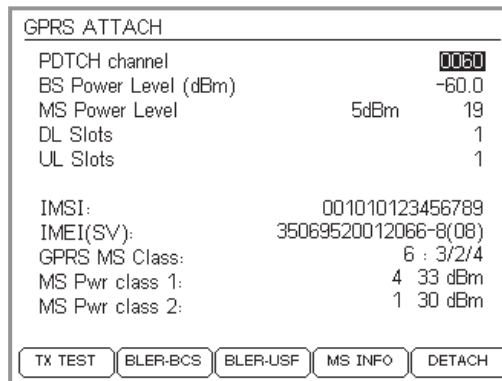 GPRS ATTACH
PDTCH channel 0060
BS Power Level (dBm) -60.0
MS Power Level 5dBm 19
DL Slots 1
UL Slots 1
IMSI: 001010123456789
IMEI(SV): 35069520012066-8(08)
GPRS MS Class: 6 : 3/2/4
MS Pwr class 1: 4 33 dBm
MS Pwr class 2: 1 30 dBm
TX TEST BLER-BCS BLER-USF MS INFO DETACH